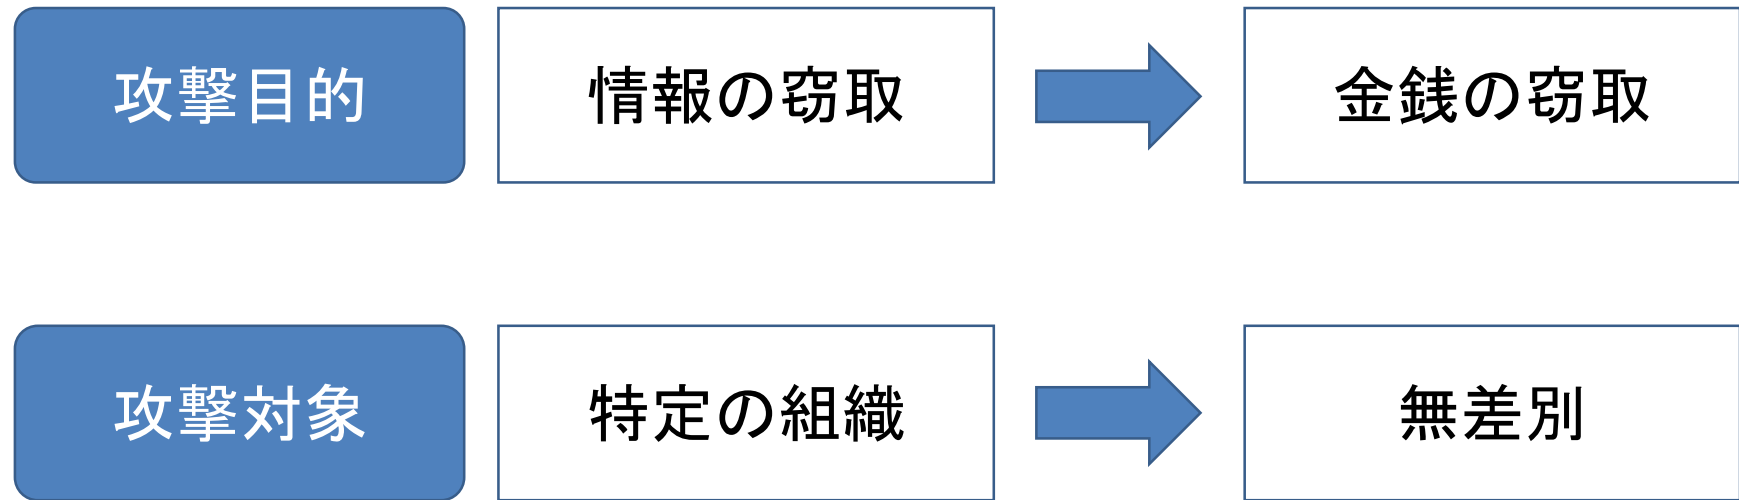 攻撃目的
情報の窃取
金銭の窃取
攻撃対象
特定の組織
無差別